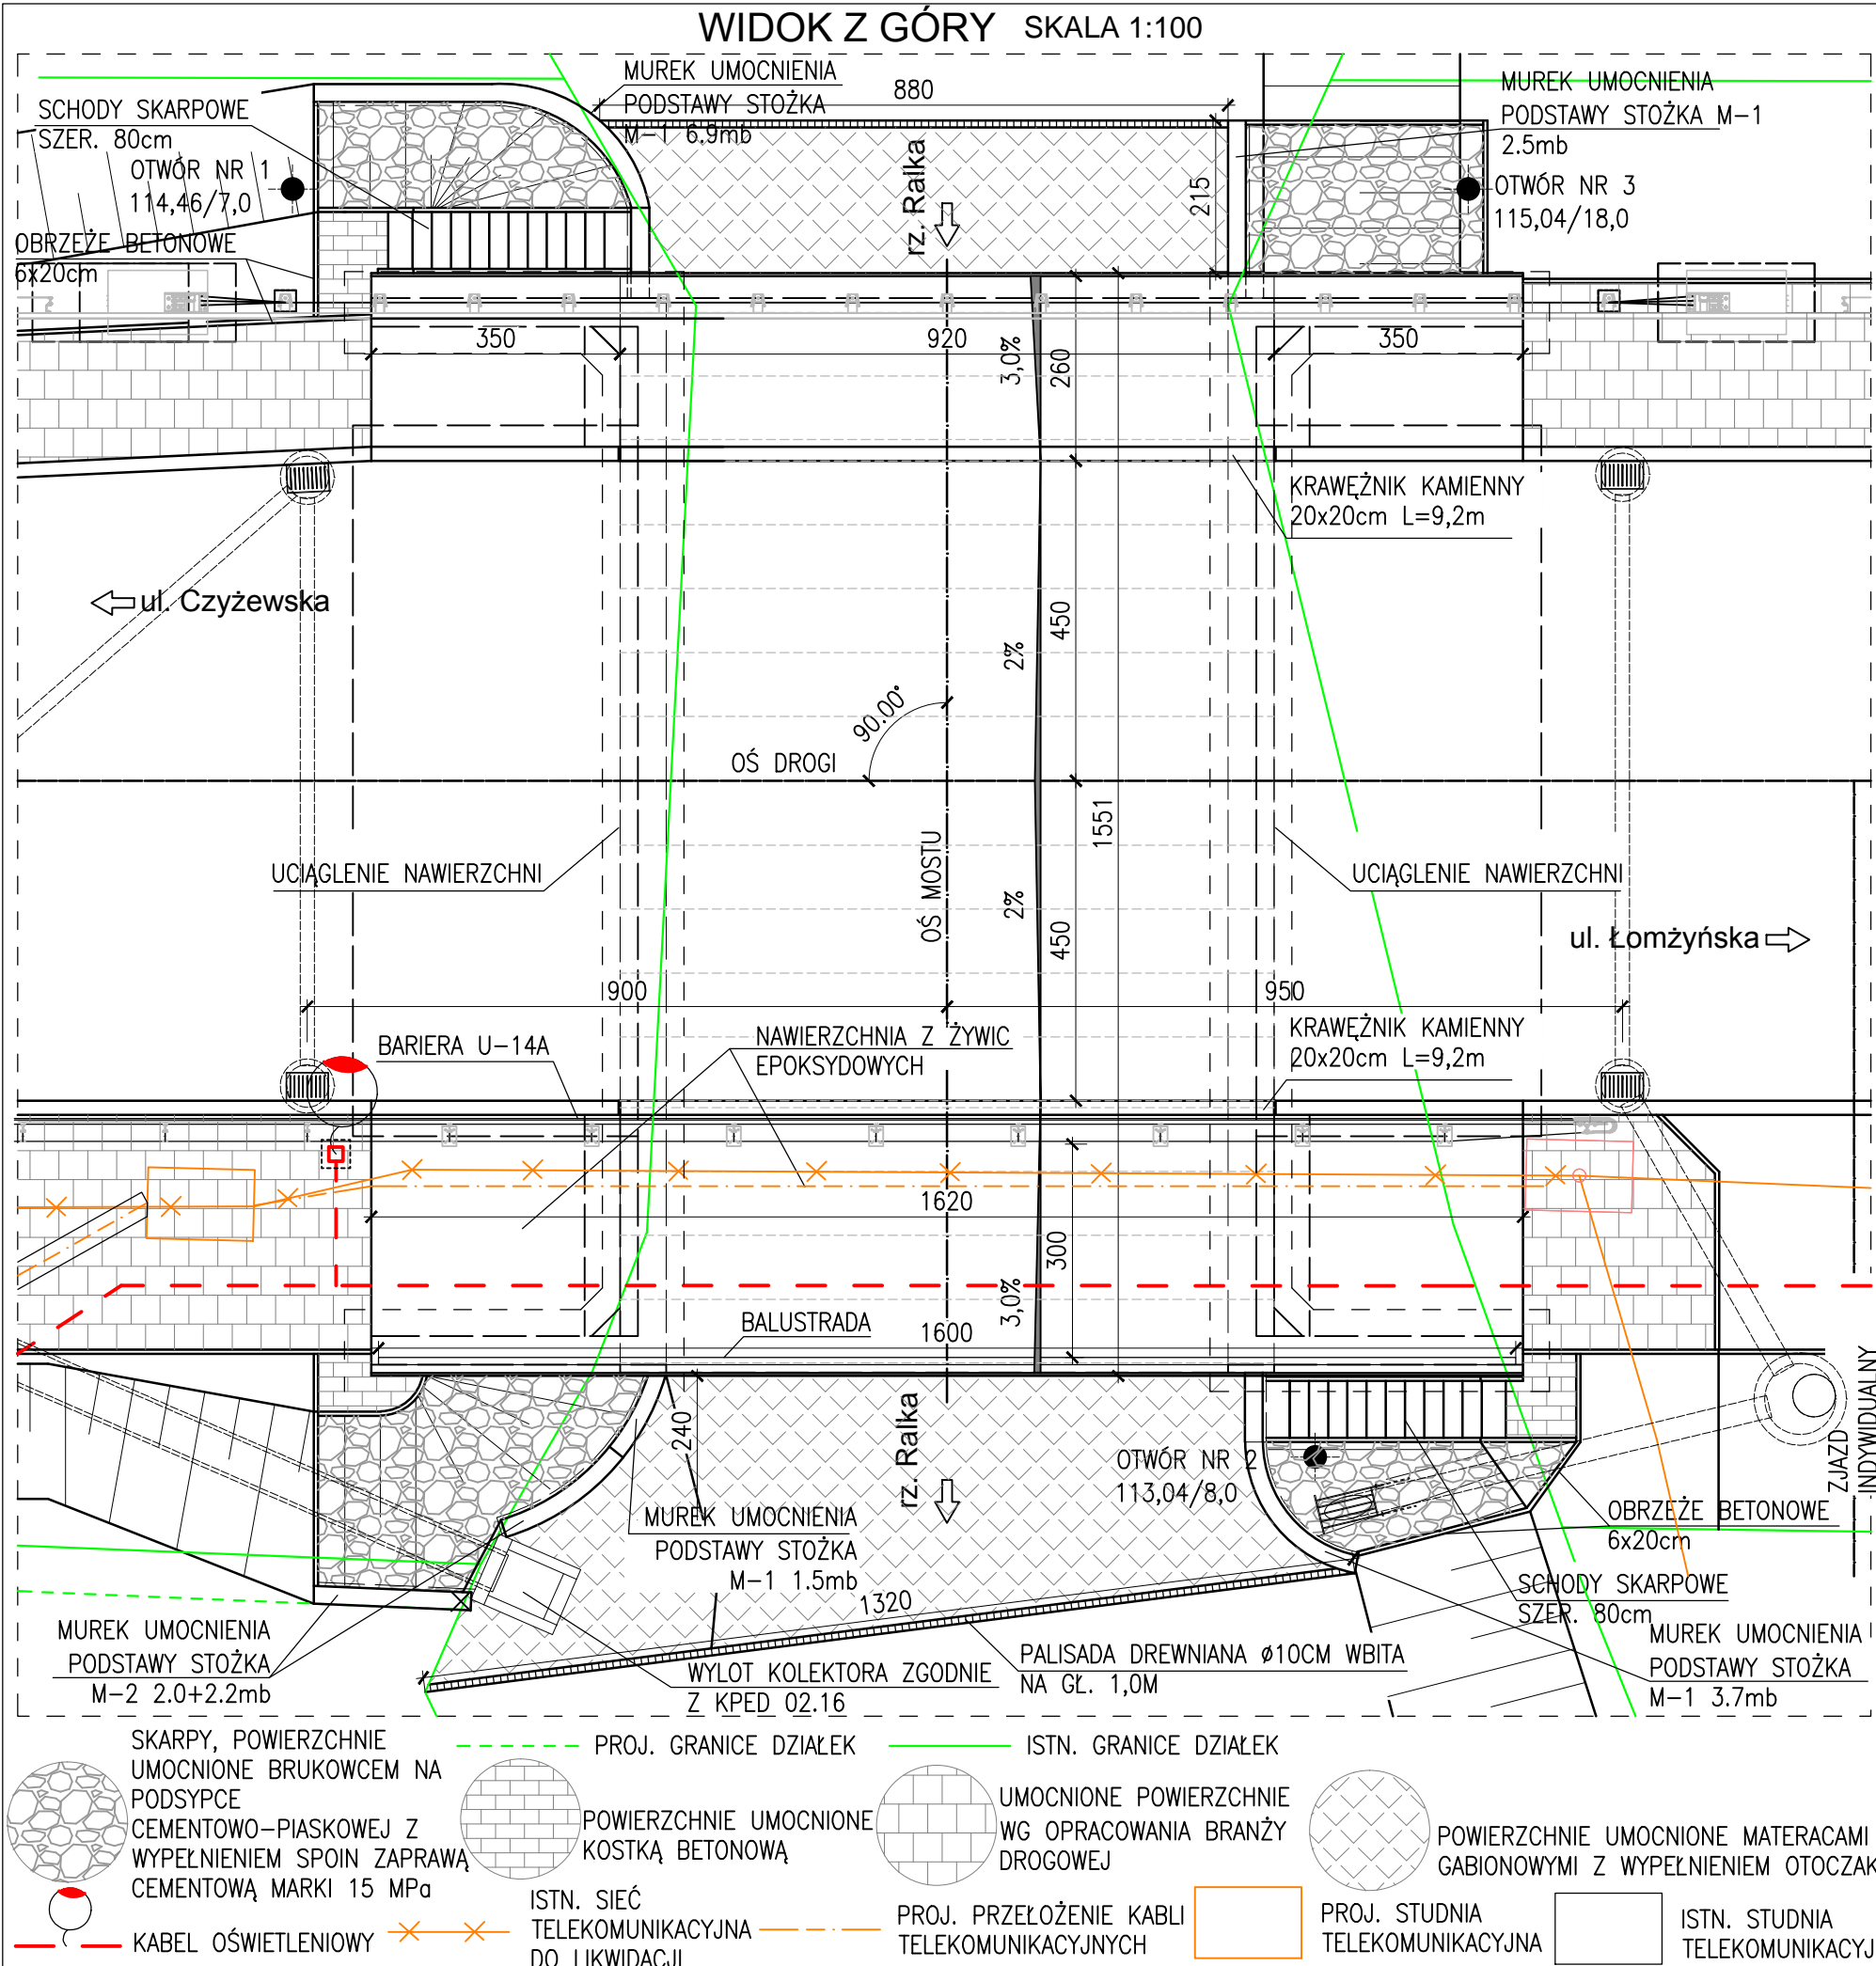 WIDOK Z GÓRY SKALA 1:100
MUREK UMOCNIENIA
PODSTAWY STOŻKA
M-1 6.9mb
880
MUREK UMOCNIENIA
PODSTAWY STOŻKA M-1
2.5mb
SCHODY SKARPOWE
SZER. 80cm
OTWÓR NR 1
114,46/7,0
OTWÓR NR 3
115,04/18,0
rz. Ralka
215
OBRZEŻE BETONOWE
6x20cm
350
920
350
3,0%
260
KRAWĘŻNIK KAMIENNY
20x20cm L=9,2m
ul. Czyżewska
450
2%
90.00°
OŚ DROGI
1551
UCIĄGLENIE NAWIERZCHNI
UCIĄGLENIE NAWIERZCHNI
OŚ MOSTU
2%
450
ul. Łomżyńska
900
950
BARIERA U-14A
NAWIERZCHNIA Z ŻYWIC
EPOKSYDOWYCH
KRAWĘŻNIK KAMIENNY
20x20cm L=9,2m
1620
300
3,0%
BALUSTRADA
1600
240
rz. Ralka
OTWÓR NR 2
113,04/8,0
ZJAZD
INDYWIDUALNY
MUREK UMOCNIENIA
PODSTAWY STOŻKA
M-1 1.5mb
OBRZEŻE BETONOWE
6x20cm
1320
SCHODY SKARPOWE
SZER. 80cm
MUREK UMOCNIENIA
PODSTAWY STOŻKA
M-2 2.0+2.2mb
WYLOT KOLEKTORA ZGODNIE
Z KPED 02.16
PALISADA DREWNIANA ø10CM WBITA
NA GŁ. 1,0M
MUREK UMOCNIENIA
PODSTAWY STOŻKA
M-1 3.7mb
SKARPY, POWIERZCHNIE
UMOCNIONE BRUKOWCEM NA
PODSYPCE
CEMENTOWO-PIASKOWEJ Z
WYPEŁNIENIEM SPOIN ZAPRAWĄ
CEMENTOWĄ MARKI 15 MPa
PROJ. GRANICE DZIAŁEK
ISTN. GRANICE DZIAŁEK
POWIERZCHNIE UMOCNIONE
KOSTKĄ BETONOWĄ
UMOCNIONE POWIERZCHNIE
WG OPRACOWANIA BRANŻY
DROGOWEJ
POWIERZCHNIE UMOCNIONE MATERACAMI
GABIONOWYMI Z WYPEŁNIENIEM OTOCZAK
KABEL OŚWIETLENIOWY
ISTN. SIEĆ
TELEKOMUNIKACYJNA
DO LIKWIDACJI
PROJ. PRZEŁOŻENIE KABLI
TELEKOMUNIKACYJNYCH
PROJ. STUDNIA
TELEKOMUNIKACYJNA
ISTN. STUDNIA
TELEKOMUNIKACYJ